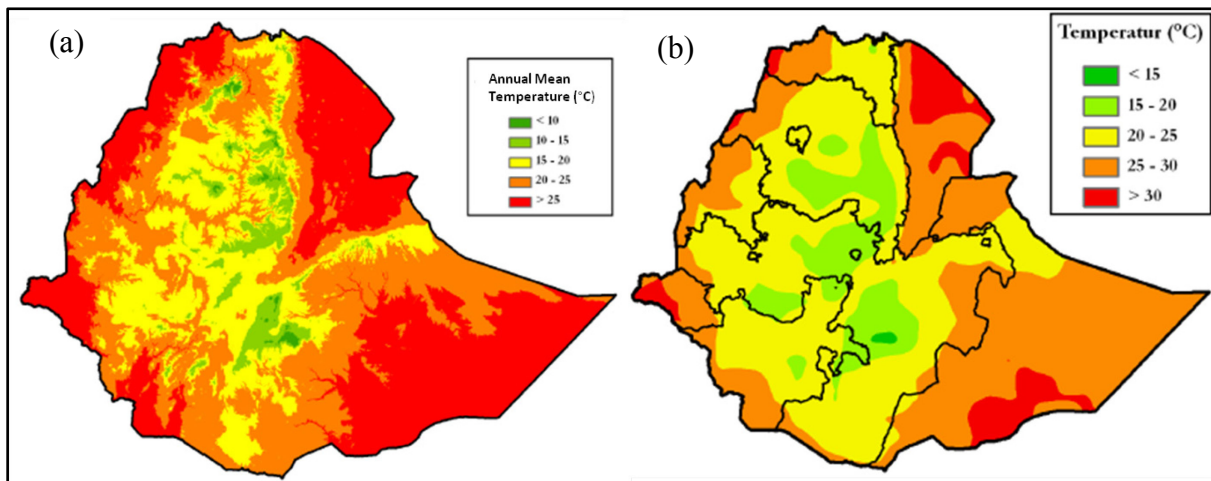 (a)
Annual Mean
Temperature (°C)
< 10
10 - 15
15 - 20
20 - 25
> 25
(b)
Temperatur (°C)
< 15
15 - 20
20 - 25
25 - 30
> 30